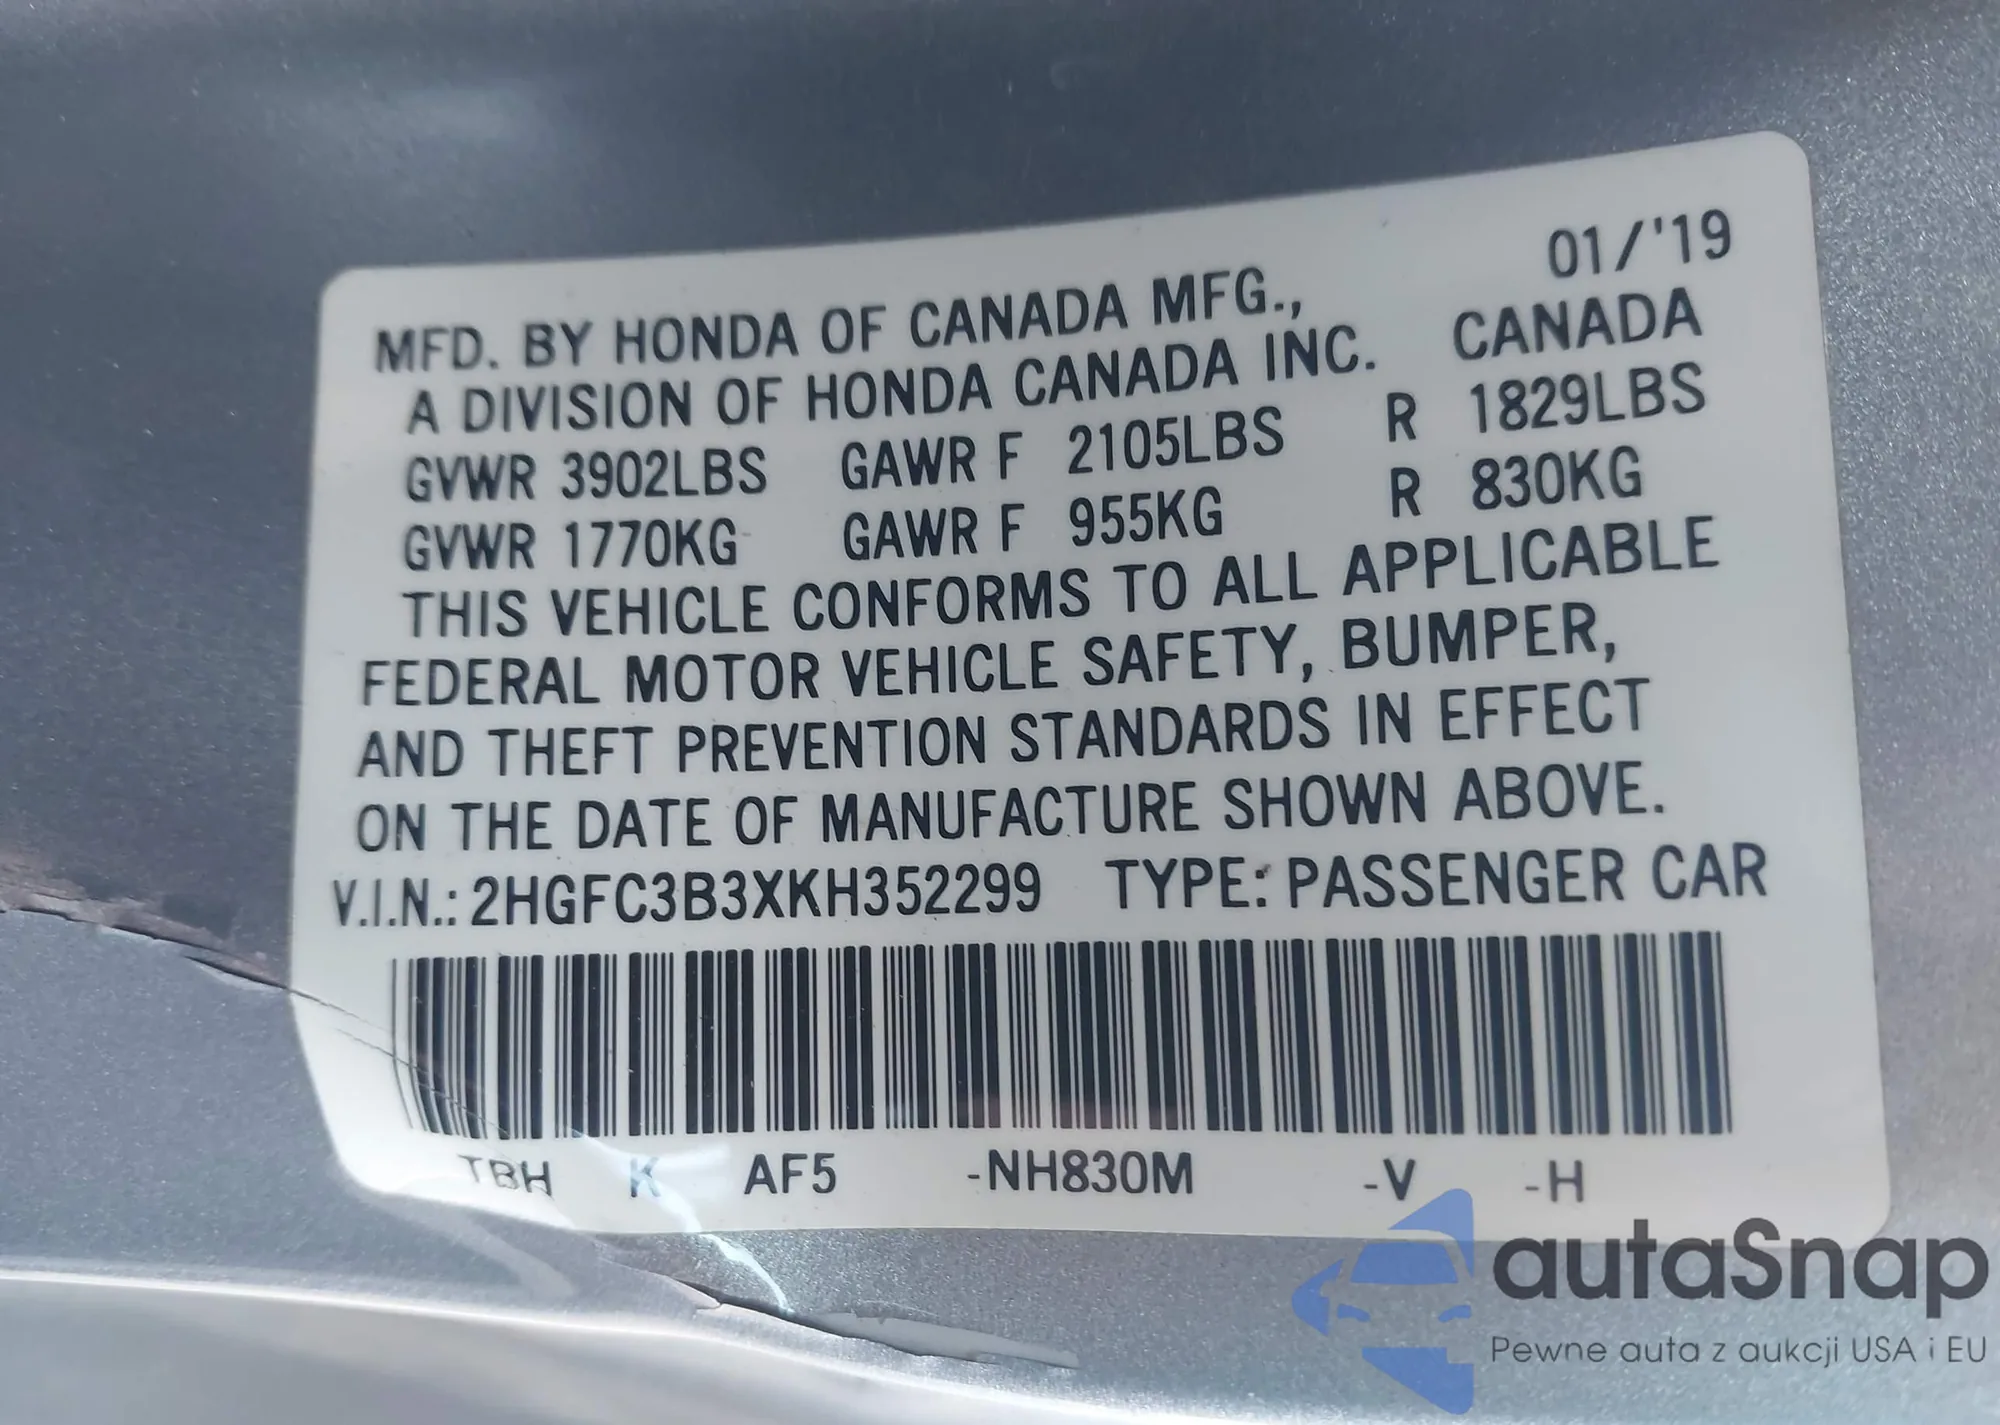 01/'19
MFD. BY HONDA OF CANADA MFG.,
A DIVISION OF HONDA CANADA INC. CANADA
GVWR 3902LBS GAWR F 2105LBS R 1829LBS
GVWR 1770KG GAWR F 955KG R 830KG
THIS VEHICLE CONFORMS TO ALL APPLICABLE
FEDERAL MOTOR VEHICLE SAFETY, BUMPER,
AND THEFT PREVENTION STANDARDS IN EFFECT
ON THE DATE OF MANUFACTURE SHOWN ABOVE.
V.I.N.: 2HGFC3B3XKH352299 TYPE: PASSENGER CAR
TBH K AF5 -NH830M -V -H
autaSnap
Pewne auta z aukcji USA i EU